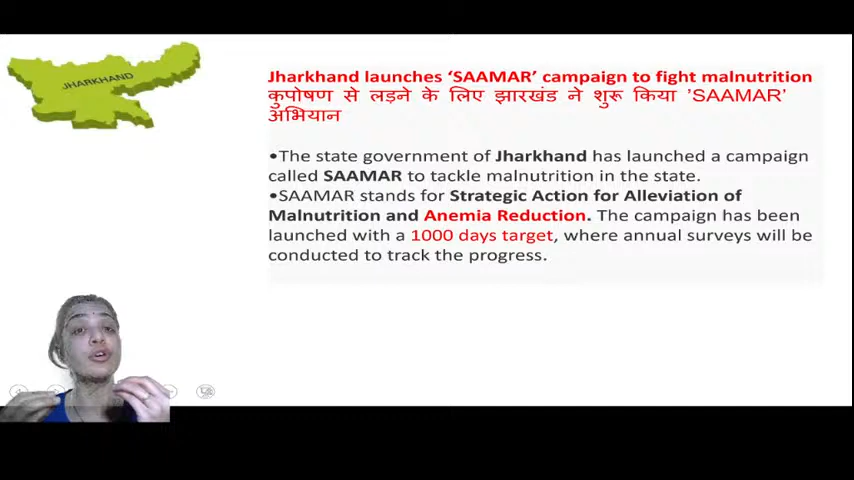 JHARKHAND
Jharkhand launches ‘SAAMAR’ campaign to fight malnutrition
कुपोषण से लड़ने के लिए झारखंड ने शुरू किया ’SAAMAR’
अभियान
•The state government of Jharkhand has launched a campaign
called SAAMAR to tackle malnutrition in the state.
•SAAMAR stands for Strategic Action for Alleviation of
Malnutrition and Anemia Reduction. The campaign has been
launched with a 1000 days target, where annual surveys will be
conducted to track the progress.